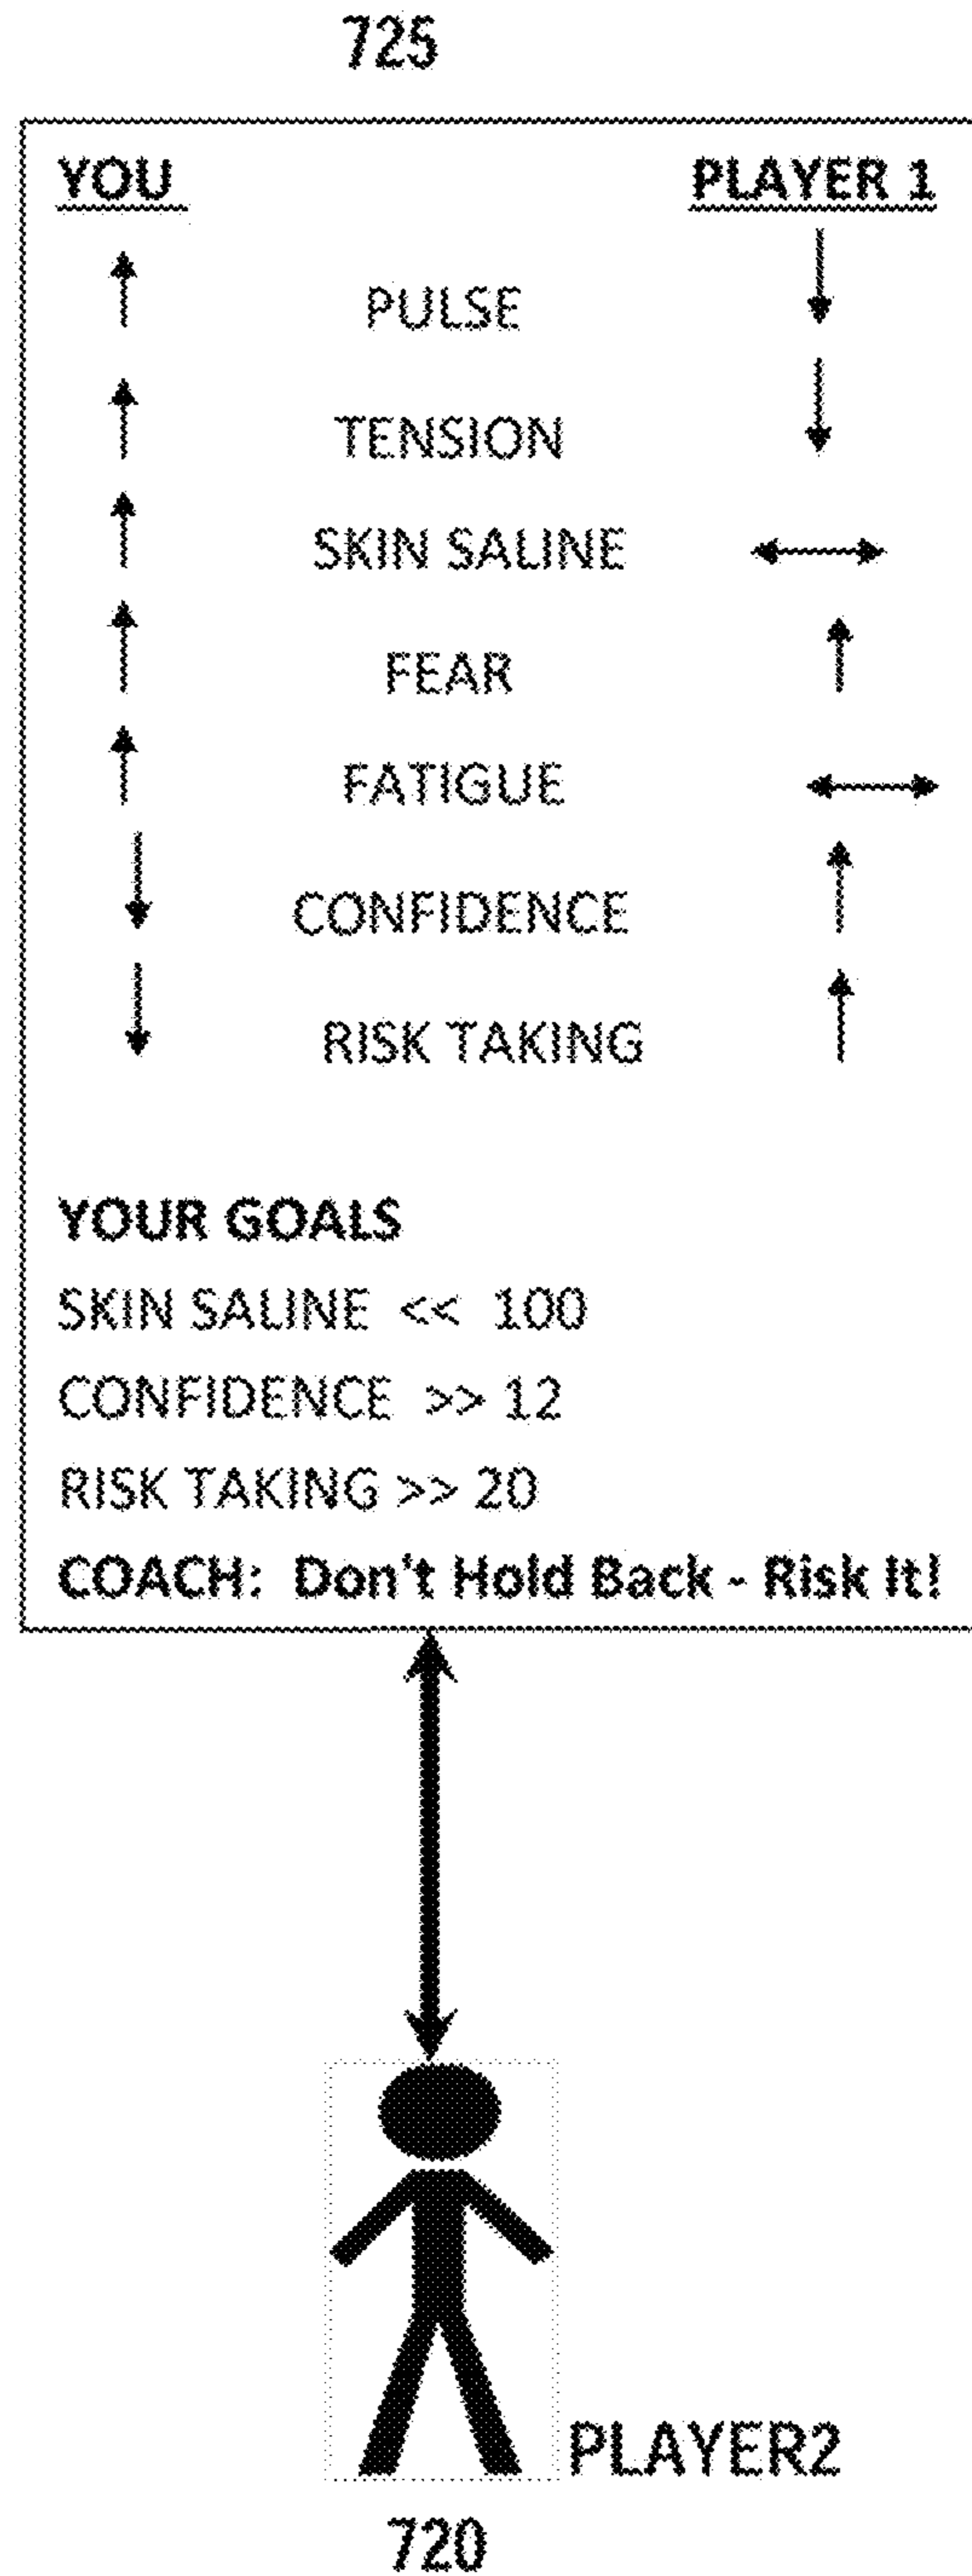 725
YOU PLAYER 1
PULSE
TENSION
SKIN SALINE
FEAR
FATIGUE
CONFIDENCE
RISK TAKING
YOUR GOALS
SKIN SALINE << 100
CONFIDENCE >> 12
RISK TAKING >> 20
COACH: Don't Hold Back - Risk It!
PLAYER2
720